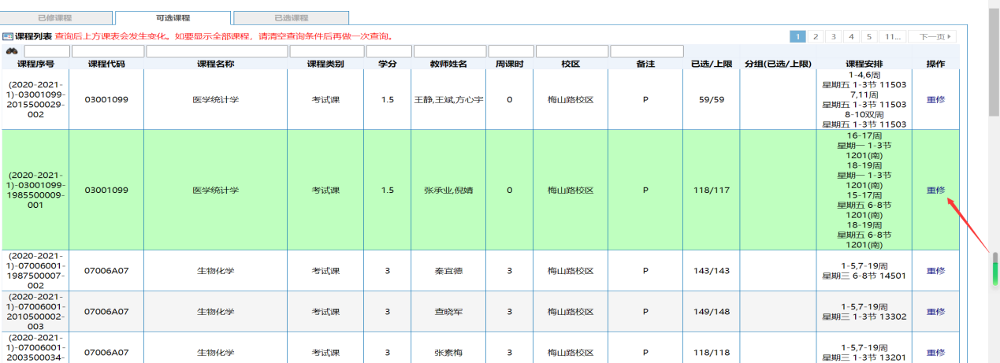 已修课程 可选课程 已选课程
课程列表 查询后上方课表会发生变化。如要显示全部课程，请清空查询条件后再做一次查询。 1 2 3 4 5 11... 下一页
课程序号 课程代码 课程名称 课程类别 学分 教师姓名 周课时 校区 备注 已选/上限 分组(已选/上限) 课程安排 操作
(2020-2021-
1)-03001099-
2015500029-
002
03001099 医学统计学 考试课 1.5 王静,王斌,方心宇 0 梅山路校区 P 59/59
1-4,6周
星期五 1-3节 11503
7,11周
星期五 1-3节 11503
8-10双周
星期五 1-3节 11503
重修
(2020-2021-
1)-03001099-
1985500009-
001
03001099 医学统计学 考试课 1.5 张承业,倪婧 0 梅山路校区 P 118/117
16-17周
星期一 1-3节
1201(南)
18-19周
星期一 1-3节
1201(南)
15-17周
星期五 6-8节
1201(南)
18-19周
星期五 6-8节
1201(南)
重修
(2020-2021-
1)-07006001-
1987500007-
002
07006A07 生物化学 考试课 3 秦宜德 3 梅山路校区 P 143/143
1-5,7-19周
星期三 6-8节 14501
重修
(2020-2021-
1)-07006001-
2010500002-
003
07006A07 生物化学 考试课 3 查晓军 3 梅山路校区 P 149/148
1-5,7-19周
星期三 1-3节 13302
重修
(2020-2021-
1)-07006001-
2003500034-
07006A07 生物化学 考试课 3 张素梅 3 梅山路校区 P 118/118
1-5,7-19周
星期三 1-3节 13201
重修